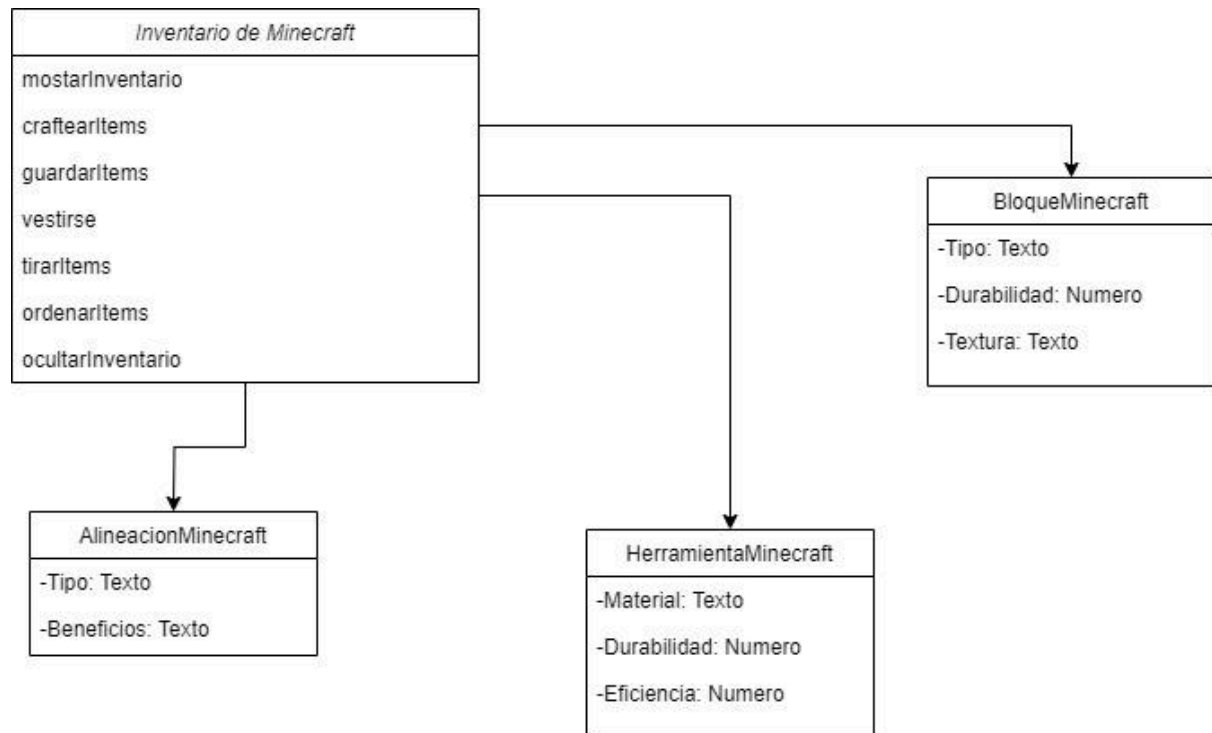 Inventario de Minecraft
mostarInventario
craftearItems
guardarItems
vestirse
tirarItems
ordenarItems
ocultarInventario
BloqueMinecraft
-Tipo: Texto
-Durabilidad: Numero
-Textura: Texto
AlineacionMinecraft
-Tipo: Texto
-Beneficios: Texto
HerramientaMinecraft
-Material: Texto
-Durabilidad: Numero
-Eficiencia: Numero